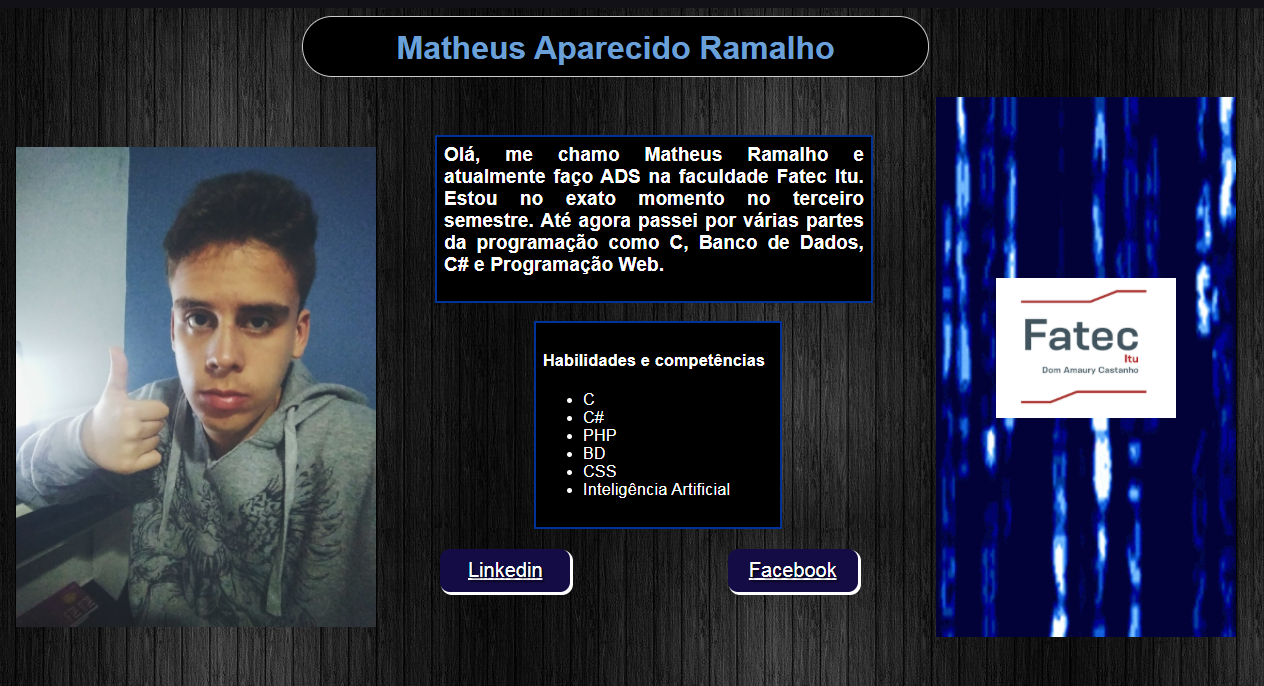 Matheus Aparecido Ramalho
Olá, me chamo Matheus Ramalho e
atualmente faço ADS na faculdade Fatec Itu.
Estou no exato momento no terceiro
semestre. Até agora passei por várias partes
da programação como C, Banco de Dados,
C# e Programação Web.
Habilidades e competências
C
C#
PHP
BD
CSS
Inteligência Artificial
Linkedin
Facebook
Fatec
Itu
Dom Amaury Castanho